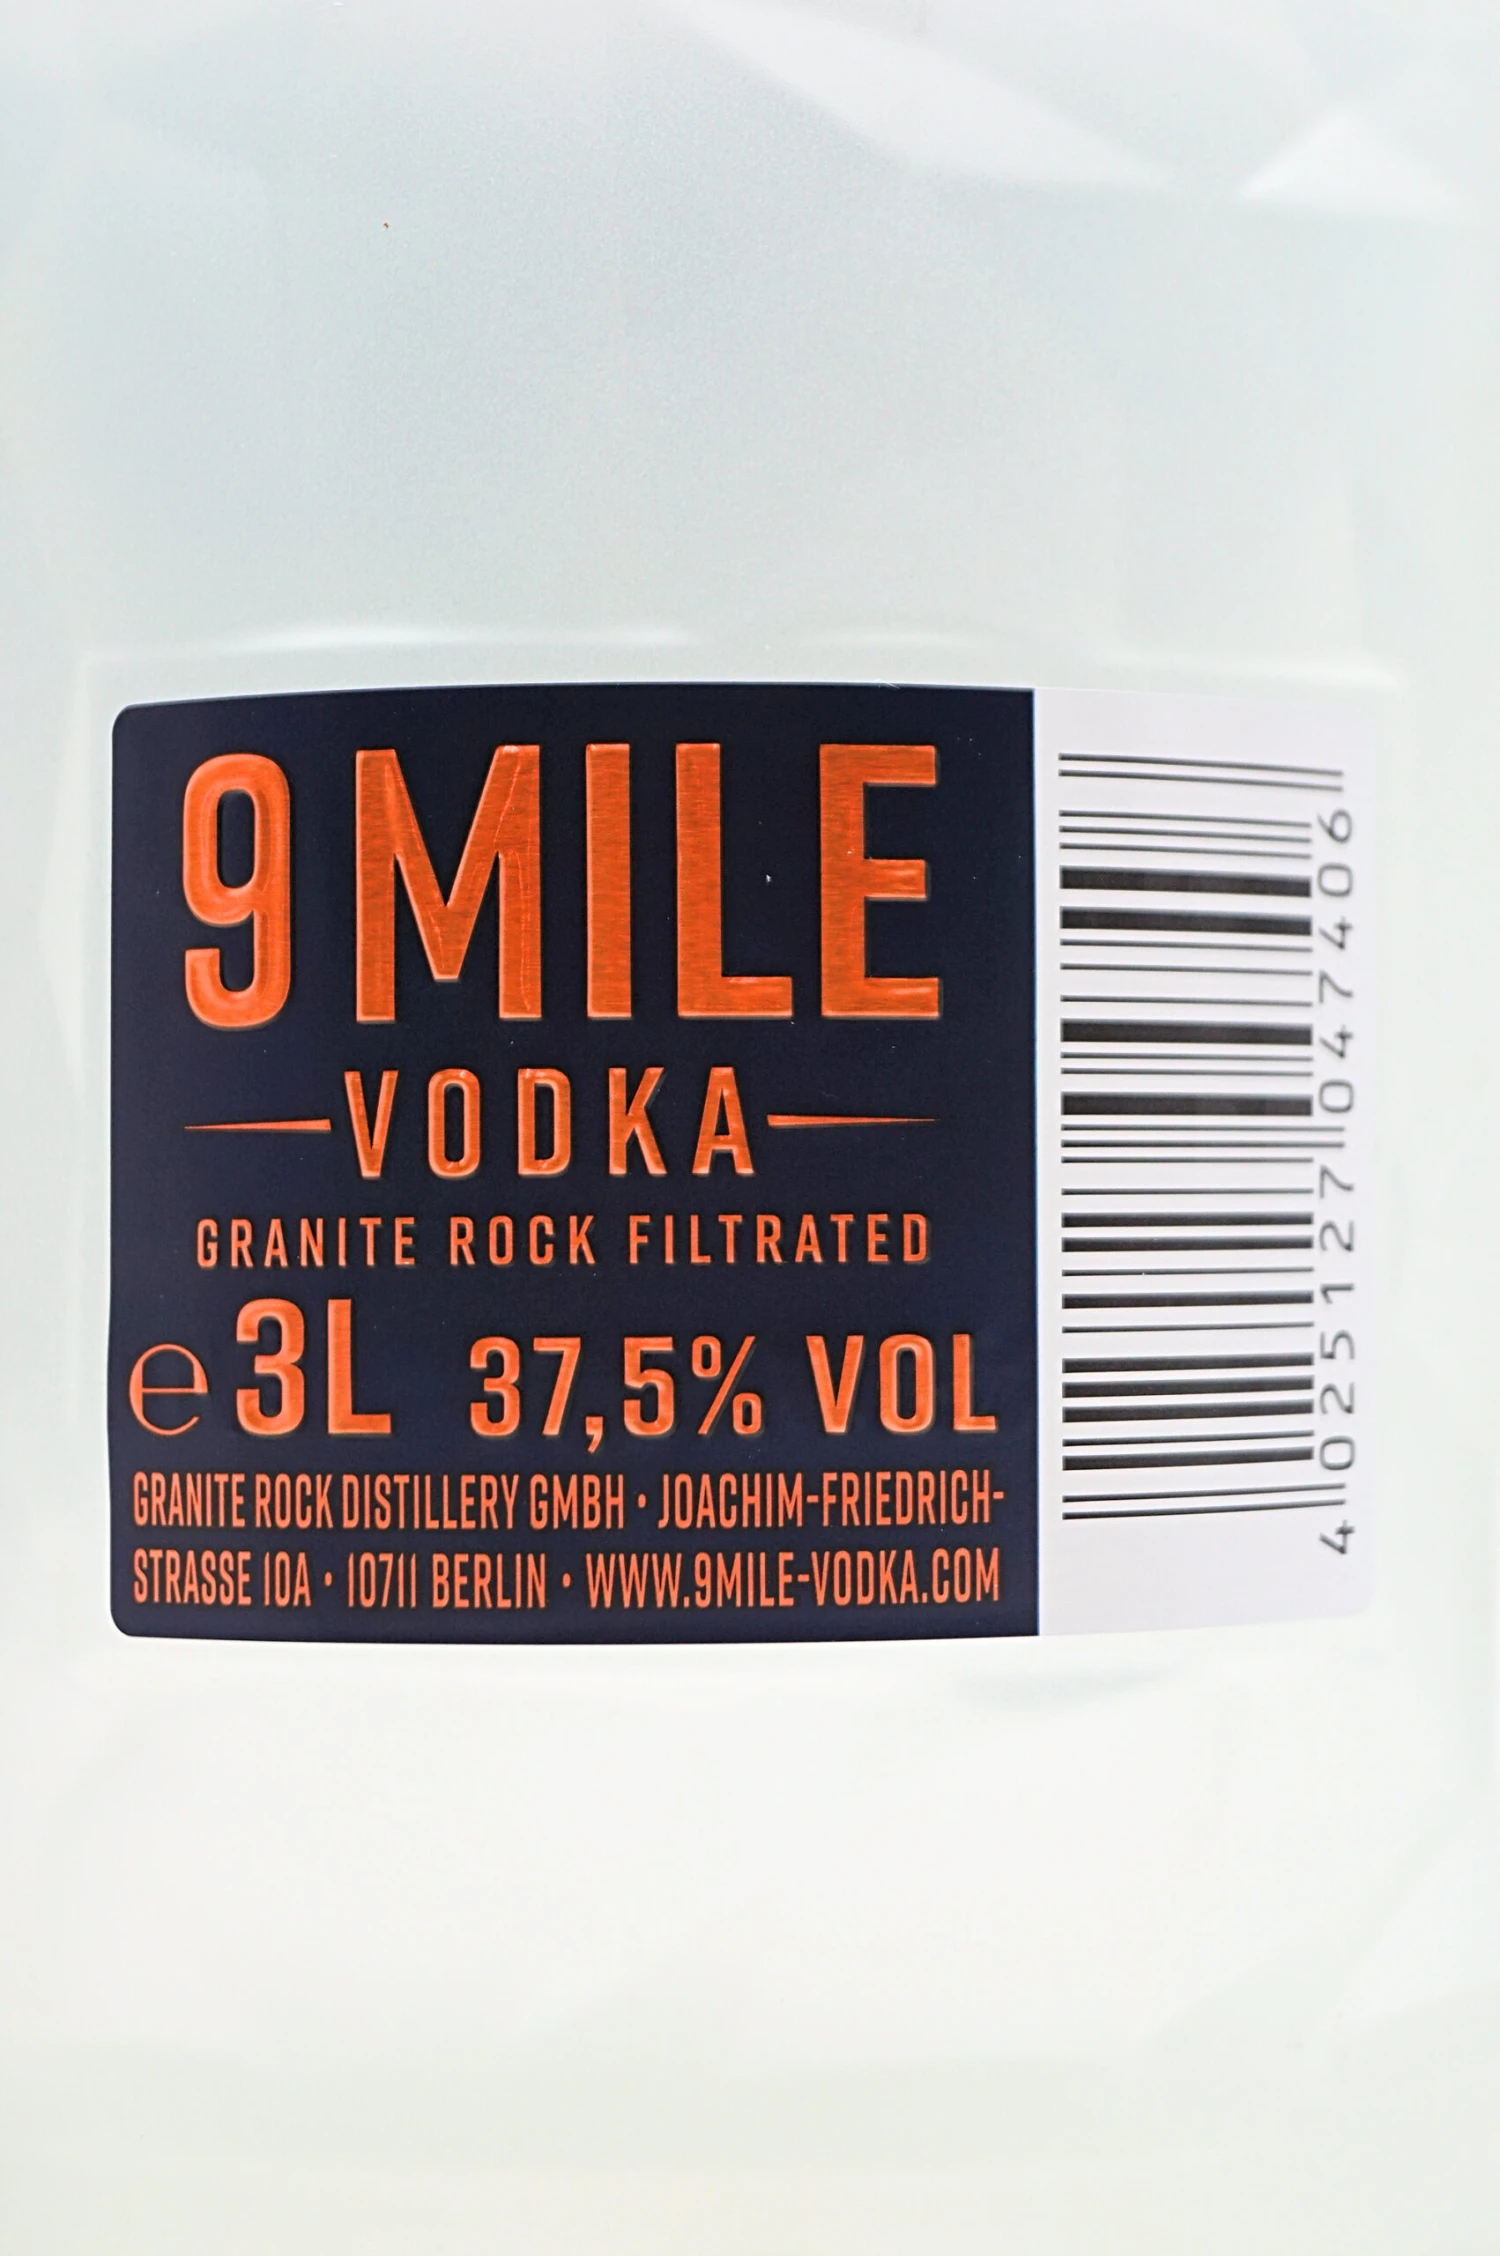 9 MILE
VODKA
GRANITE ROCK FILTRATED
℮ 3L 37,5% VOL
GRANITE ROCK DISTILLERY GMBH • JOACHIM-FRIEDRICH-
STRASSE 10A • 10711 BERLIN • WWW.9MILE-VODKA.COM
4 025127 047406